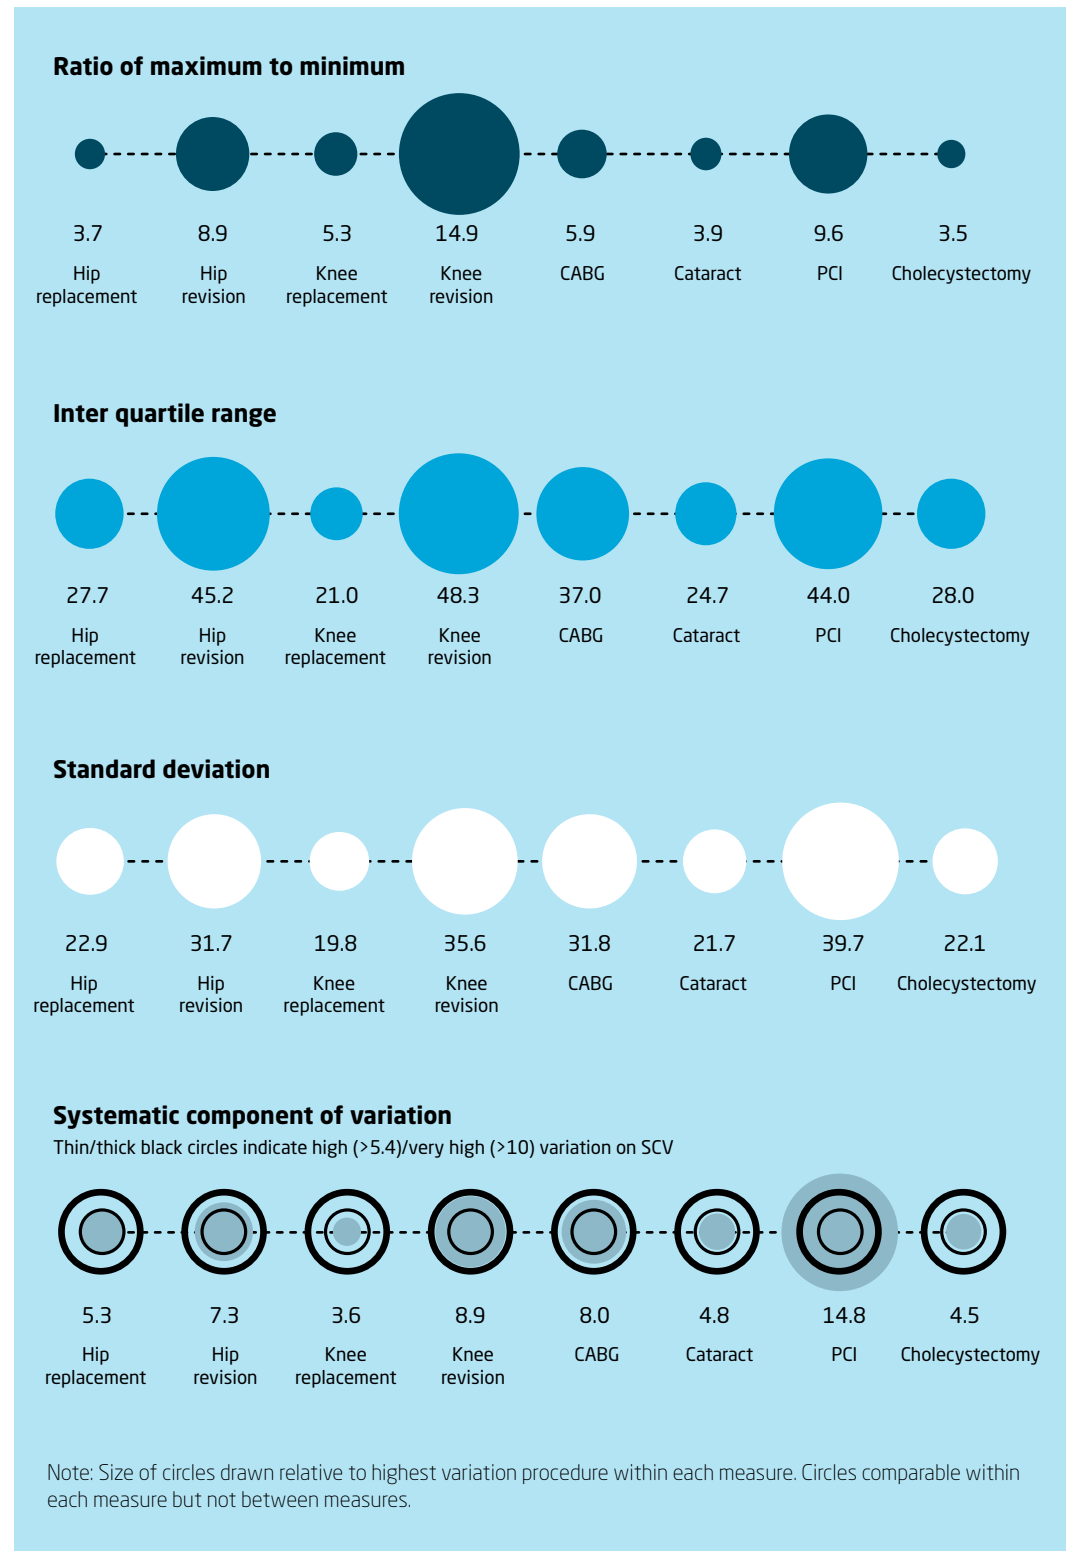 Ratio of maximum to minimum
3.7 8.9 5.3 14.9 5.9 3.9 9.6 3.5
Hip Hip Knee Knee CABG Cataract PCI Cholecystectomy
replacement revision replacement revision
Inter quartile range
27.7 45.2 21.0 48.3 37.0 24.7 44.0 28.0
Hip Hip Knee Knee CABG Cataract PCI Cholecystectomy
replacement revision replacement revision
Standard deviation
22.9 31.7 19.8 35.6 31.8 21.7 39.7 22.1
Hip Hip Knee Knee CABG Cataract PCI Cholecystectomy
replacement revision replacement revision
Systematic component of variation
Thin/thick black circles indicate high (>5.4)/very high (>10) variation on SCV
5.3 7.3 3.6 8.9 8.0 4.8 14.8 4.5
Hip Hip Knee Knee CABG Cataract PCI Cholecystectomy
replacement revision replacement revision
Note: Size of circles drawn relative to highest variation procedure within each measure. Circles comparable within
each measure but not between measures.